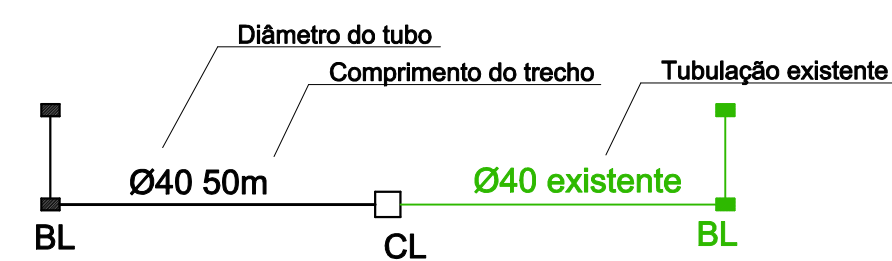 Diâmetro do tubo
Comprimento do trecho
Tubulação existente
Ø40 50m
Ø40 existente
BL
CL
BL